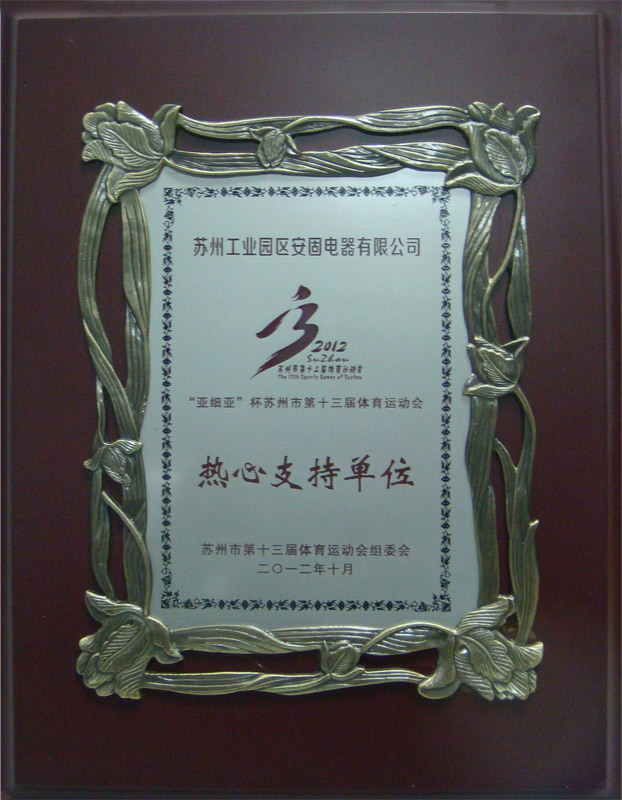 苏州工业园区安固电器有限公司
2012
SuZhou
苏州市第十三届体育运动会
The 13th Sports Games of Suzhou
“亚细亚”杯苏州市第十三届体育运动会
热心支持单位
苏州市第十三届体育运动会组委会
二〇一二年十月